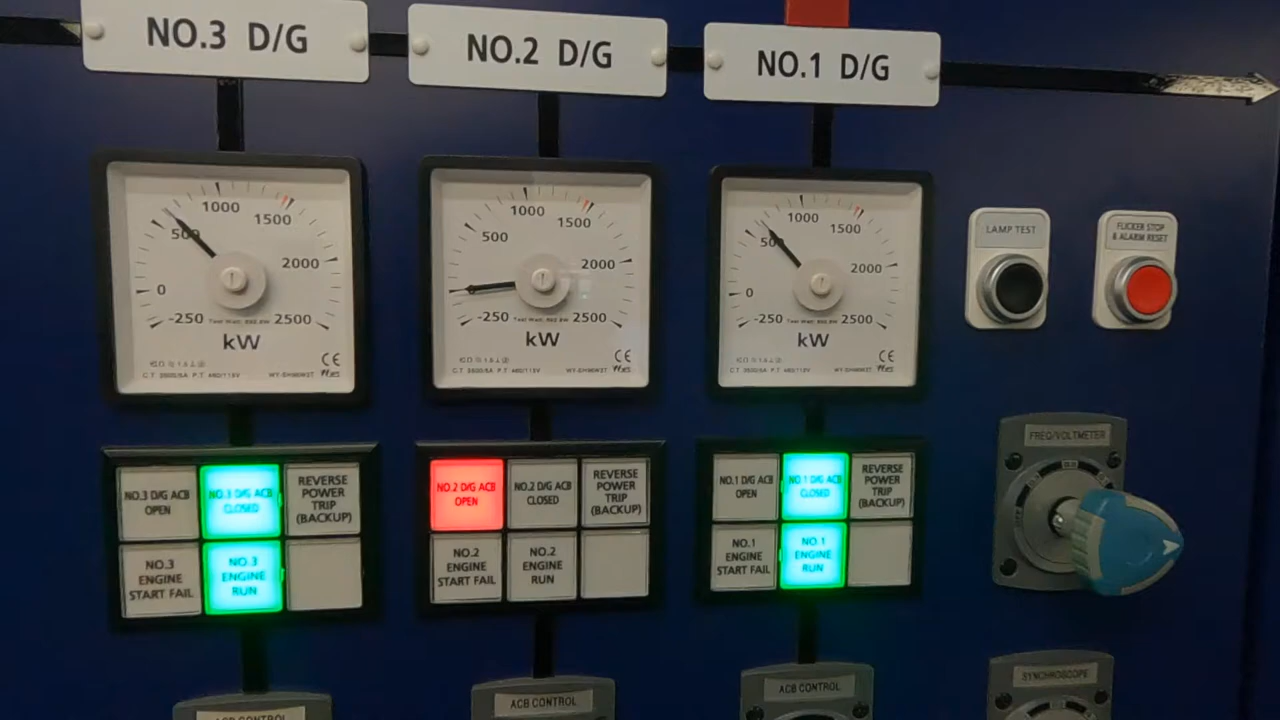 NO.3 D/G
NO.2 D/G
NO.1 D/G
1000
1500
500
2000
0
-250
2500
kW
CE
1000
1500
500
2000
-250
2500
kW
CE
1000
1500
500
2000
0
-250
2500
kW
CE
LAMP TEST
FLICKER STOP
& ALARM RESET
FREQ/VOLTMETER
NO.3 D/G ACB
OPEN
NO.3 D/G ACB
CLOSED
REVERSE
POWER
TRIP
(BACKUP)
NO.3
ENGINE
START FAIL
NO.3
ENGINE
RUN
NO.2 D/G ACB
OPEN
NO.2 D/G ACB
CLOSED
REVERSE
POWER
TRIP
(BACKUP)
NO.2
ENGINE
START FAIL
NO.2
ENGINE
RUN
NO.1 D/G ACB
OPEN
NO.1 D/G ACB
CLOSED
REVERSE
POWER
TRIP
(BACKUP)
NO.1
ENGINE
START FAIL
NO.1
ENGINE
RUN
ACB CONTROL
ACB CONTROL
ACB CONTROL
SYNCHROSCOPE